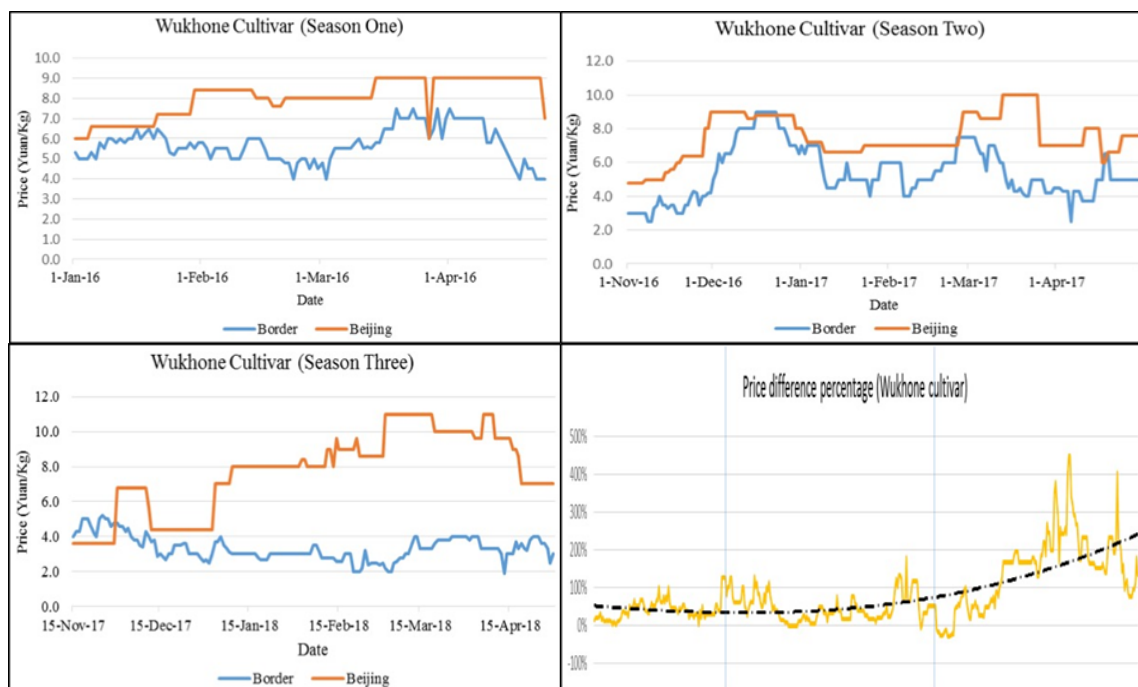 Wukhone Cultivar (Season One)
10.0
9.0
8.0
7.0
6.0
5.0
4.0
3.0
2.0
1.0
0.0
Price (Yuan/Kg)
1-Jan-16 1-Feb-16 1-Mar-16 1-Apr-16
Date
Border Beijing
Wukhone Cultivar (Season Two)
12.0
10.0
8.0
6.0
4.0
2.0
0.0
Price (Yuan/Kg)
1-Nov-16 1-Dec-16 1-Jan-17 1-Feb-17 1-Mar-17 1-Apr-17
Date
Border Beijing
Wukhone Cultivar (Season Three)
12.0
10.0
8.0
6.0
4.0
2.0
0.0
Price (Yuan/Kg)
15-Nov-17 15-Dec-17 15-Jan-18 15-Feb-18 15-Mar-18 15-Apr-18
Date
Border Beijing
Price difference percentage (Wukhone cultivar)
500%
400%
300%
200%
100%
0%
-100%